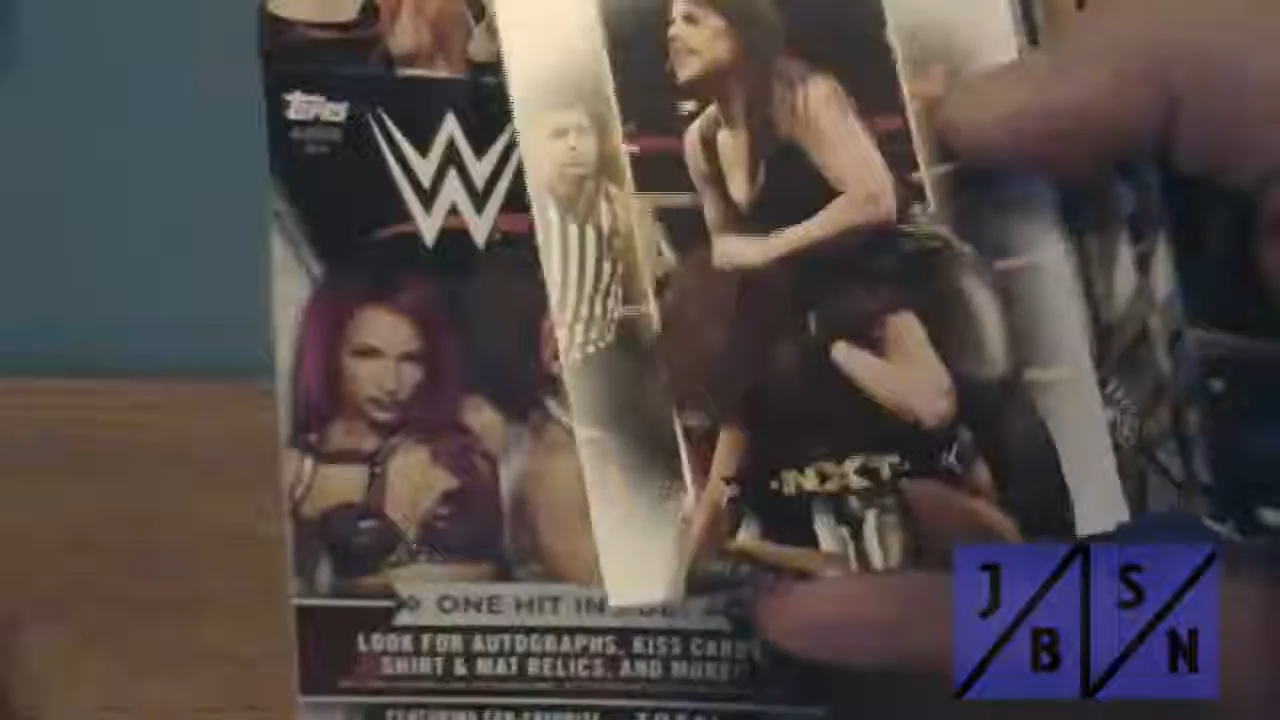 Topps
W
ONE HIT IN
LOOK FOR AUTOGRAPHS, KISS CARDS
SHIRT & MAT RELICS, AND MORE!
NXT
J S
B N